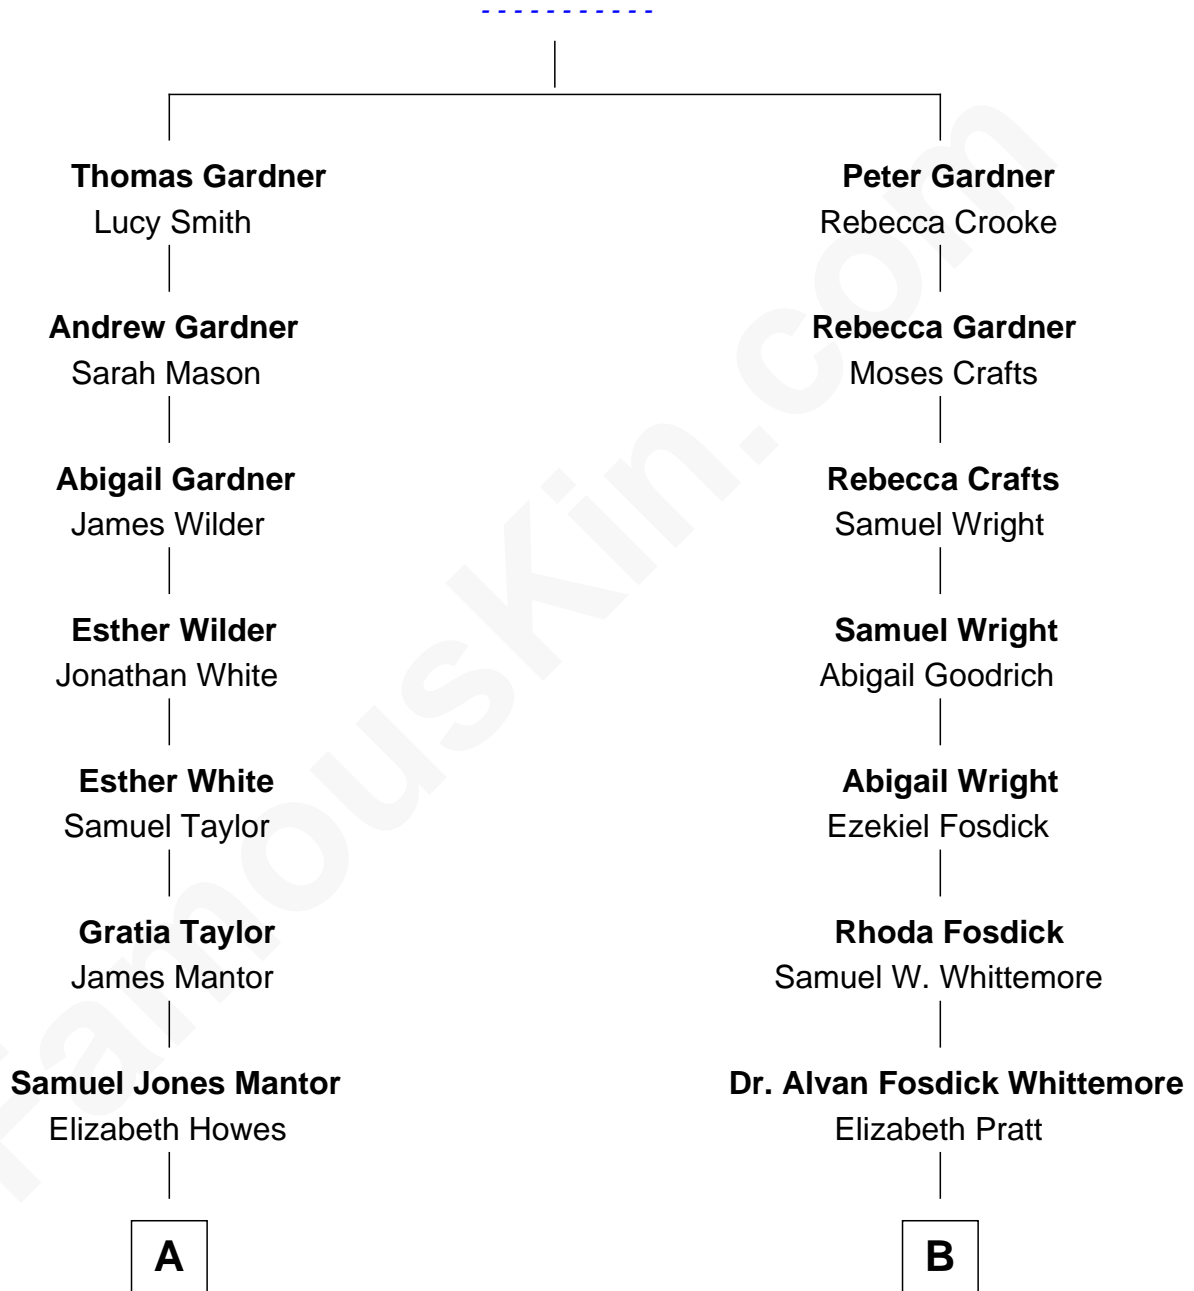 - - - - - - - - - - -
Thomas Gardner
Lucy Smith
Peter Gardner
Rebecca Crooke
Andrew Gardner
Sarah Mason
Rebecca Gardner
Moses Crafts
Abigail Gardner
James Wilder
Rebecca Crafts
Samuel Wright
Esther Wilder
Jonathan White
Samuel Wright
Abigail Goodrich
Esther White
Samuel Taylor
Abigail Wright
Ezekiel Fosdick
Gratia Taylor
James Mantor
Rhoda Fosdick
Samuel W. Whittemore
Samuel Jones Mantor
Elizabeth Howes
Dr. Alvan Fosdick Whittemore
Elizabeth Pratt
A
B
FamousKin.com